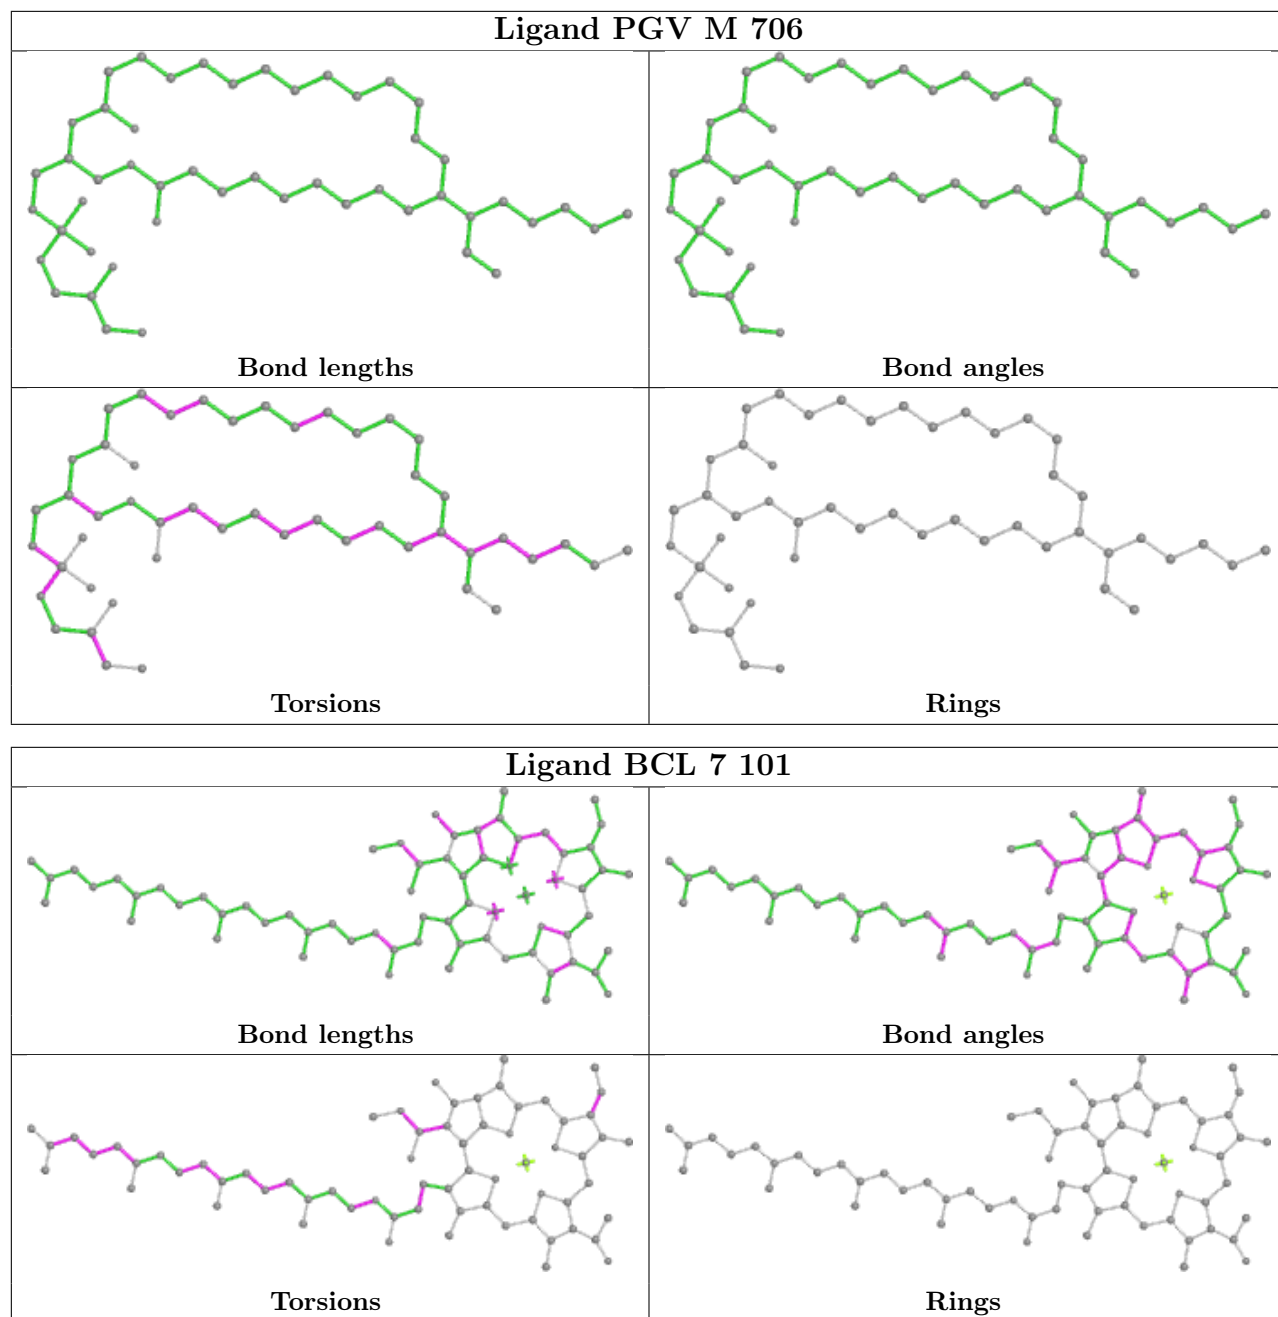 Ligand PGV M 706
Bond lengths
Bond angles
Torsions
Rings
Ligand BCL 7 101
Bond lengths
Bond angles
Torsions
Rings